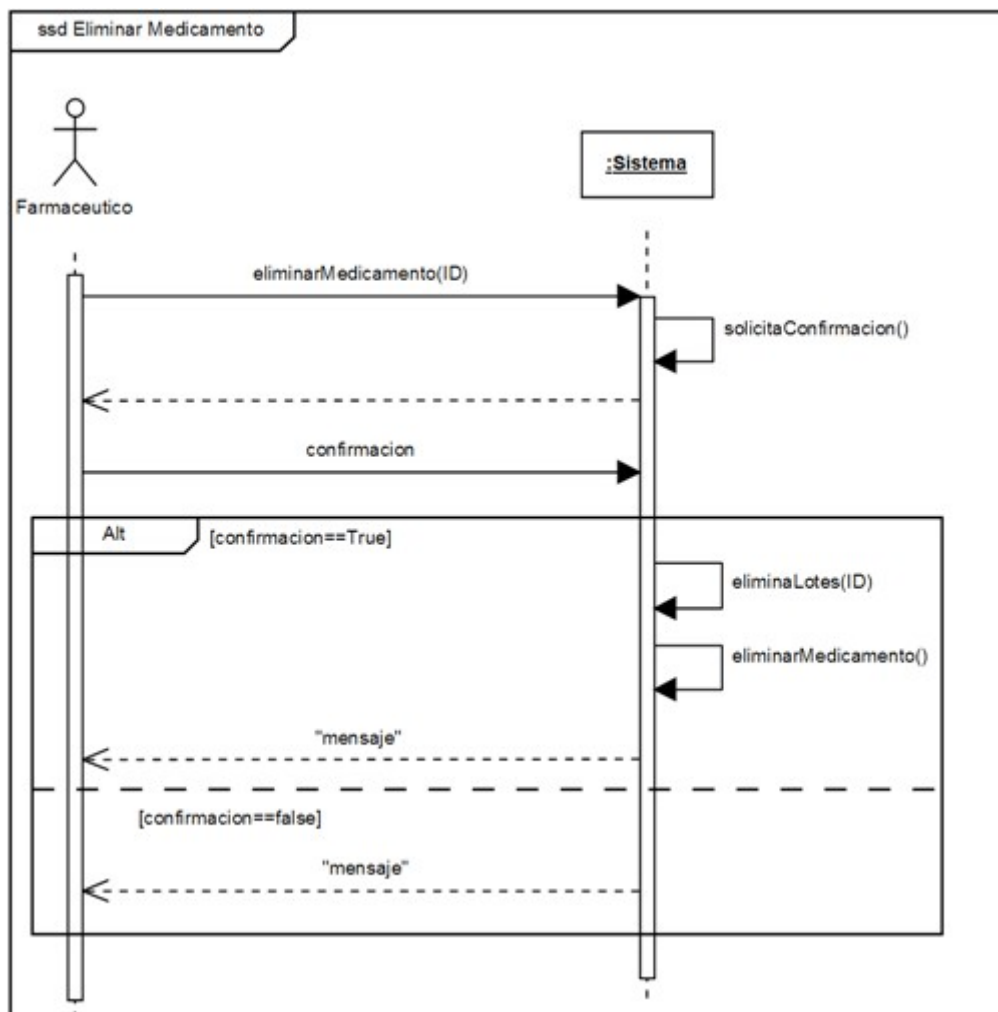 ssd Eliminar Medicamento
:Sistema
Farmaceutico
eliminarMedicamento(ID)
solicitaConfirmacion()
confirmacion
Alt
[confirmacion==True]
eliminaLotes(ID)
eliminarMedicamento()
"mensaje"
[confirmacion==false]
"mensaje"